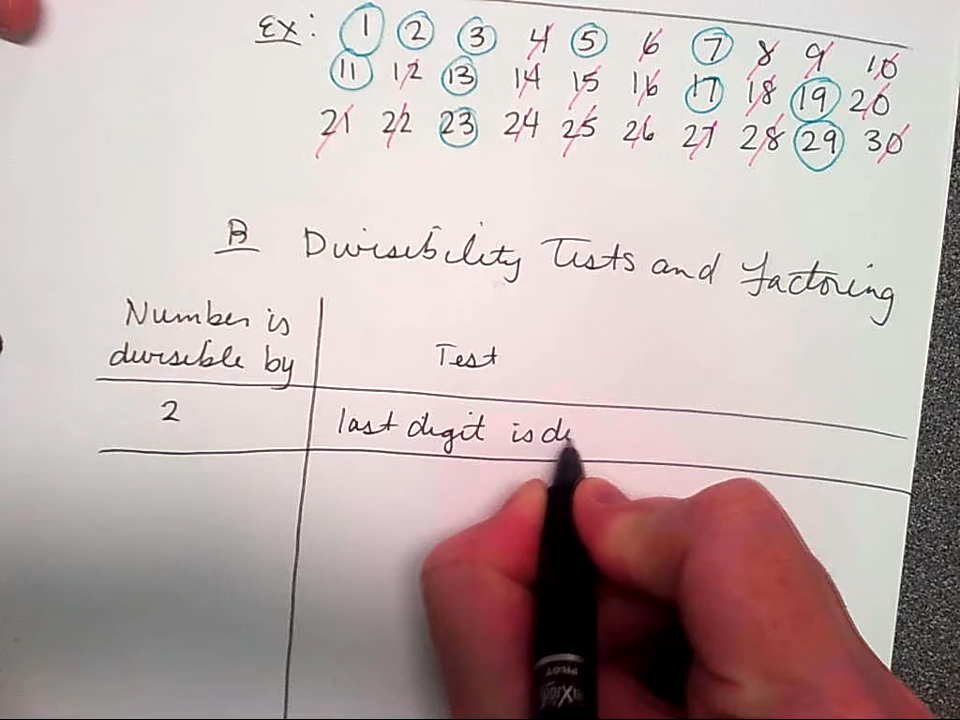 Ex: 1 2 3 4 5 6 7 8 9 10
11 12 13 14 15 16 17 18 19 20
21 22 23 24 25 26 27 28 29 30
B Divisibility Tests and Factoring
Number is
divisible by
Test
2 last digit is di
PILOT